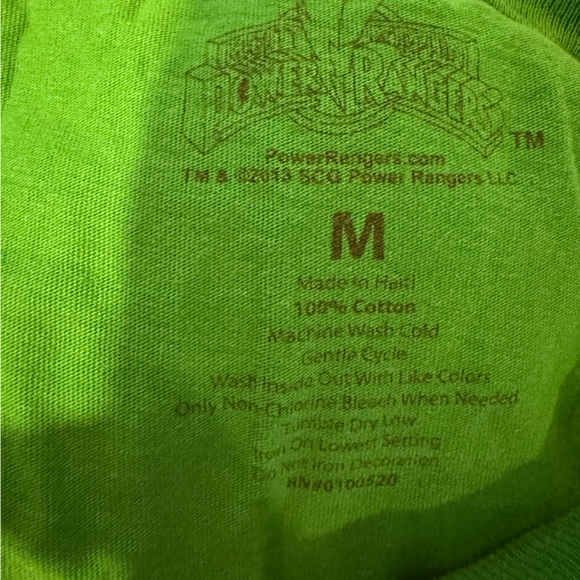 MIGHTY MORPHIN
POWER RANGERS
TM
PowerRangers.com
TM & ©2013 SCG Power Rangers LLC
M
Made in Haiti
100% Cotton
Machine Wash Cold
Gentle Cycle
Wash Inside Out With Like Colors
Only Non-Chlorine Bleach When Needed
Tumble Dry Low
Iron On Lowest Setting
Do Not Iron Decoration
RN#0100520